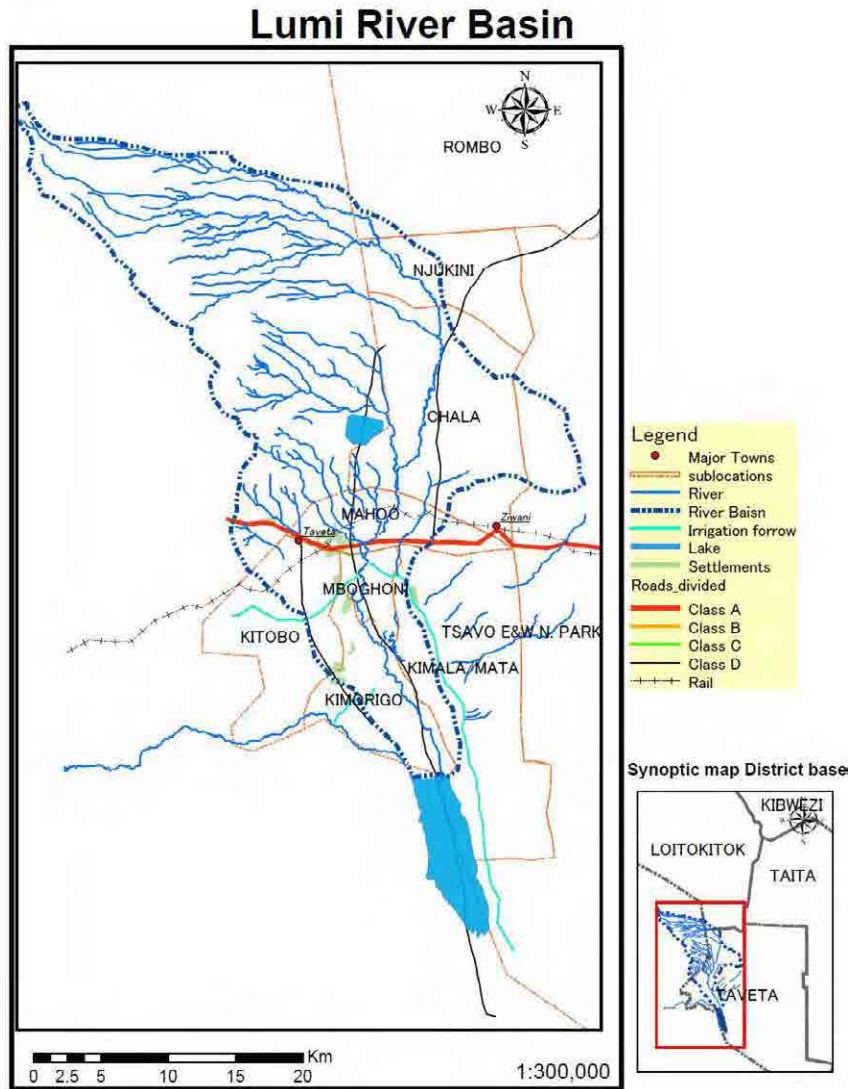 Lumi River Basin
N
W
E
S
ROMBO
NJUKINI
CHALA
MAHOO
Taveta
Ziwani
MBOGHONI
KITOBO
TSAVO E&W N. PARK
KIMALA/MATA
KIMORIGO
Km
0 2.5 5 10 15 20
1:300,000
Legend
Major Towns
sublocations
River
River Baisn
Irrigation forrow
Lake
Settlements
Roads_divided
Class A
Class B
Class C
Class D
Rail
Synoptic map District base
KIBWEZI
LOITOKITOK
TAITA
TAVETA